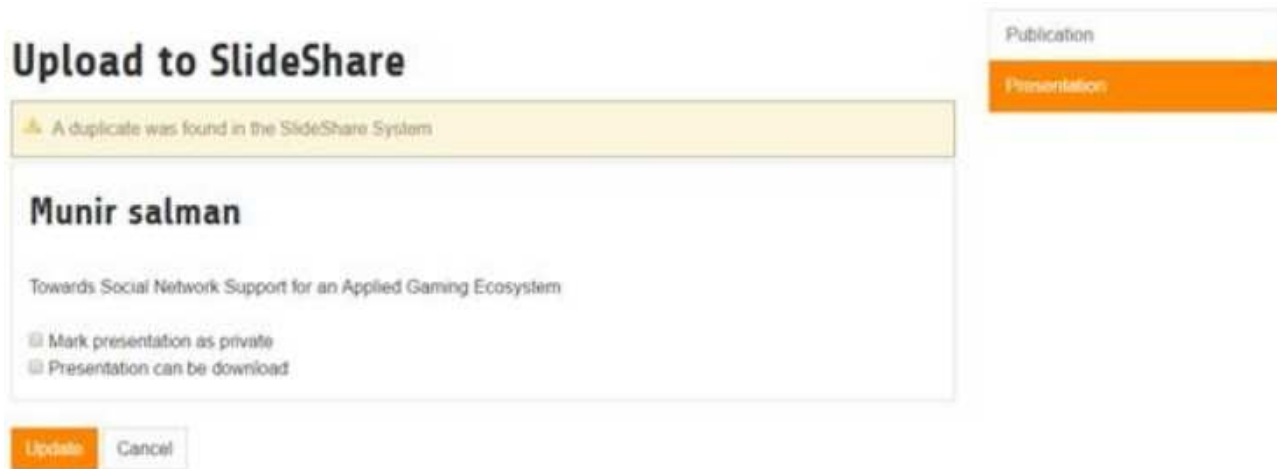 Upload to SlideShare
A duplicate was found in the SlideShare System
Munir salman
Towards Social Network Support for an Applied Gaming Ecosystem
Mark presentation as private
Presentation can be download
Update
Cancel
Publication
Presentation